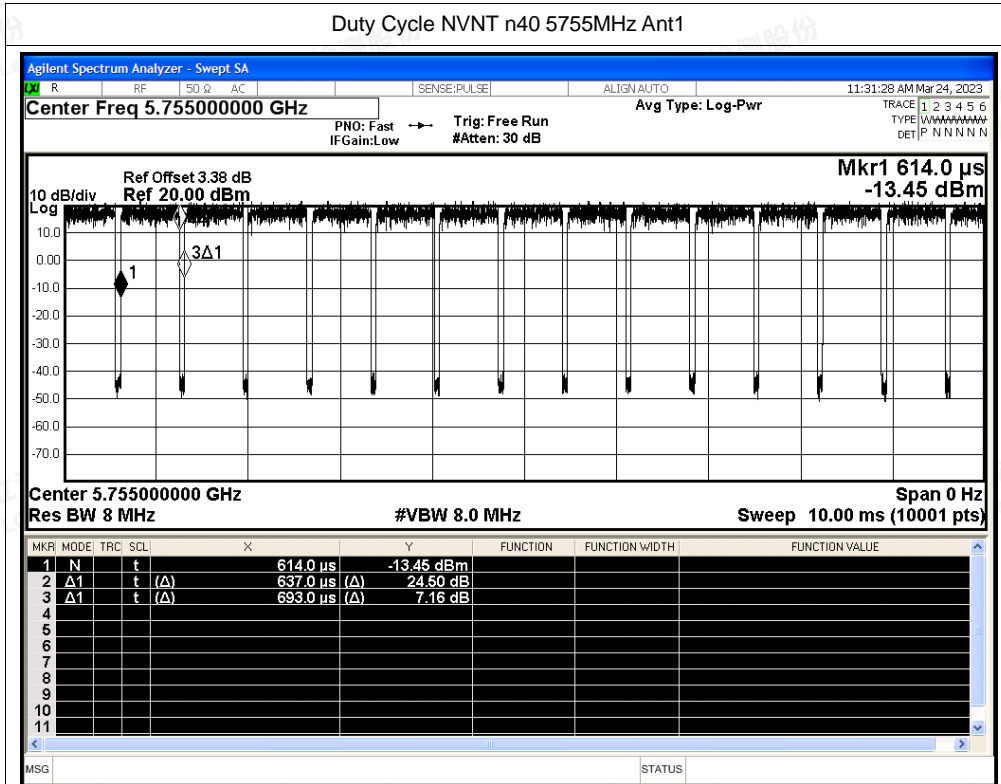 Duty Cycle NVNT n40 5755MHz Ant1
Agilent Spectrum Analyzer - Swept SA
LXI R RF 50 Ω AC SENSE:PULSE ALIGN AUTO 11:31:28 AM Mar 24, 2023
Center Freq 5.755000000 GHz Avg Type: Log-Pwr TRACE 1 2 3 4 5 6
PNO: Fast Trig: Free Run TYPE W
IFGain:Low #Atten: 30 dB DET P N N N N N
Mkr1 614.0 µs
Ref Offset 3.38 dB -13.45 dBm
10 dB/div Ref 20.00 dBm
Log
10.0
0.00
3Δ1
1
-10.0
-20.0
-30.0
-40.0
-50.0
-60.0
-70.0
Center 5.755000000 GHz Span 0 Hz
Res BW 8 MHz #VBW 8.0 MHz Sweep 10.00 ms (10001 pts)
MKR MODE TRC SCL X Y FUNCTION FUNCTION WIDTH FUNCTION VALUE
1 N t 614.0 µs -13.45 dBm
2 Δ1 t (Δ) 637.0 µs (Δ) 24.50 dB
3 Δ1 t (Δ) 693.0 µs (Δ) 7.16 dB
4
5
6
7
8
9
10
11
MSG STATUS